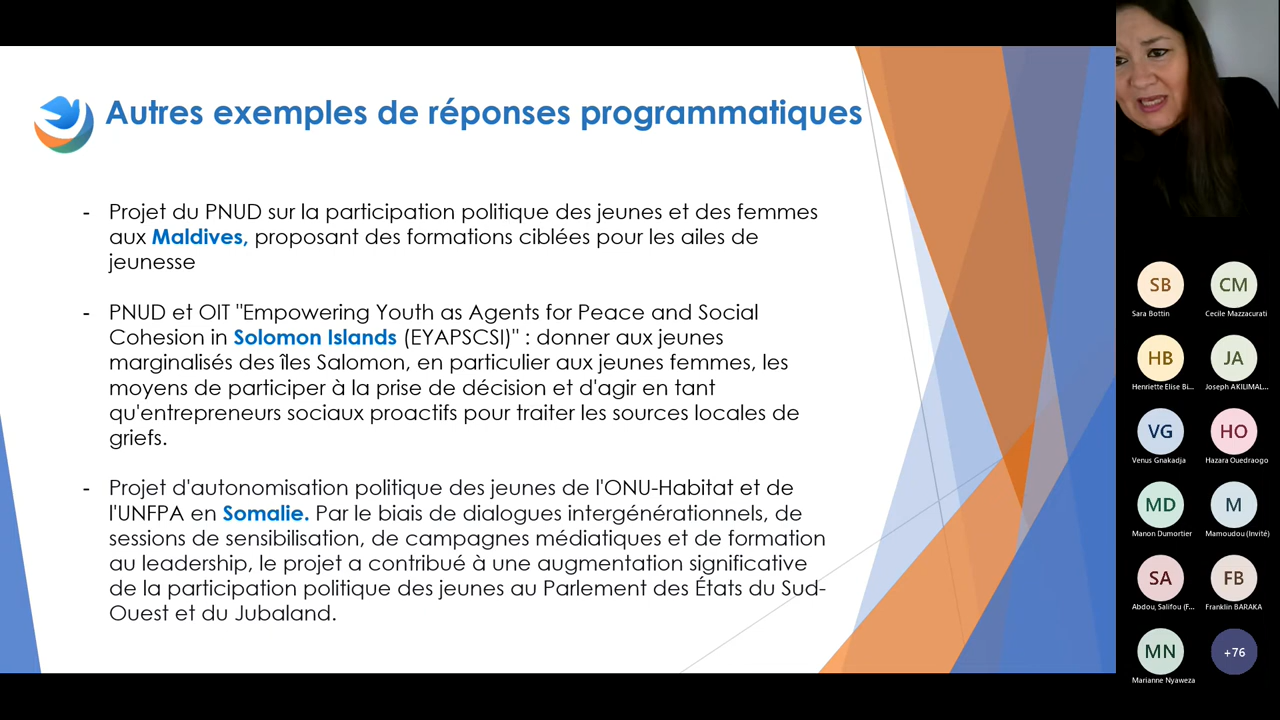 Autres exemples de réponses programmatiques
- Projet du PNUD sur la participation politique des jeunes et des femmes
aux Maldives, proposant des formations ciblées pour les ailes de
jeunesse
- PNUD et OIT "Empowering Youth as Agents for Peace and Social
Cohesion in Solomon Islands (EYAPSCSI)" : donner aux jeunes
marginalisés des îles Salomon, en particulier aux jeunes femmes, les
moyens de participer à la prise de décision et d'agir en tant
qu'entrepreneurs sociaux proactifs pour traiter les sources locales de
griefs.
- Projet d'autonomisation politique des jeunes de l'ONU-Habitat et de
l'UNFPA en Somalie. Par le biais de dialogues intergénérationnels, de
sessions de sensibilisation, de campagnes médiatiques et de formation
au leadership, le projet a contribué à une augmentation significative
de la participation politique des jeunes au Parlement des États du Sud-
Ouest et du Jubaland.
SB CM
Sara Bottin Cecile Mazzacurati
HB JA
Henriette Elise Bi... Joseph AKILIMAL...
VG HO
Venus Gnakadja Hazara Ouedraogo
MD M
Manon Dumortier Mamoudou (Invité)
SA FB
Abdou, Salifou (F... Franklin BARAKA
MN +76
Marianne Nyaweza